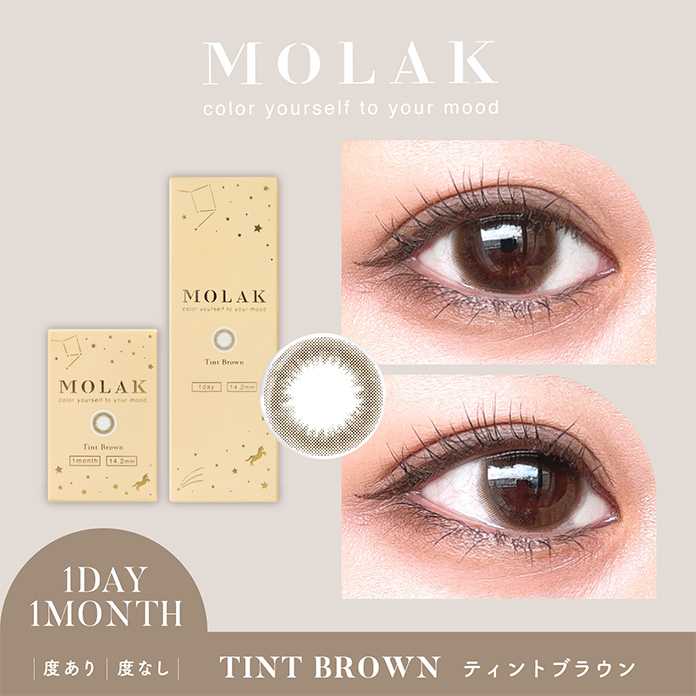 MOLAK
color yourself to your mood
MOLAK
color yourself to your mood
Tint Brown
1day 14.2mm
MOLAK
color yourself to your mood
Tint Brown
1month 14.2mm
1DAY
1MONTH
度あり 度なし
TINT BROWN ティントブラウン